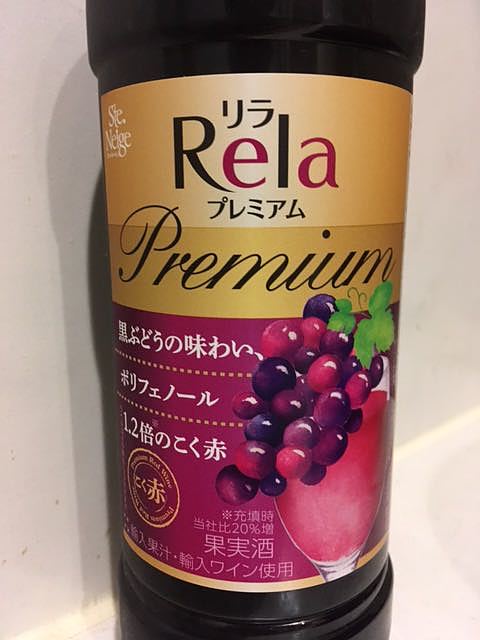 Ste.
Neige
リラ
Rela
プレミアム
Premium
黒ぶどうの味わい、
ポリフェノール
1.2倍のこく赤
※
Premium Red Wine
こく赤
※充填時
当社比20%増
果実酒
輸入果汁・輸入ワイン使用